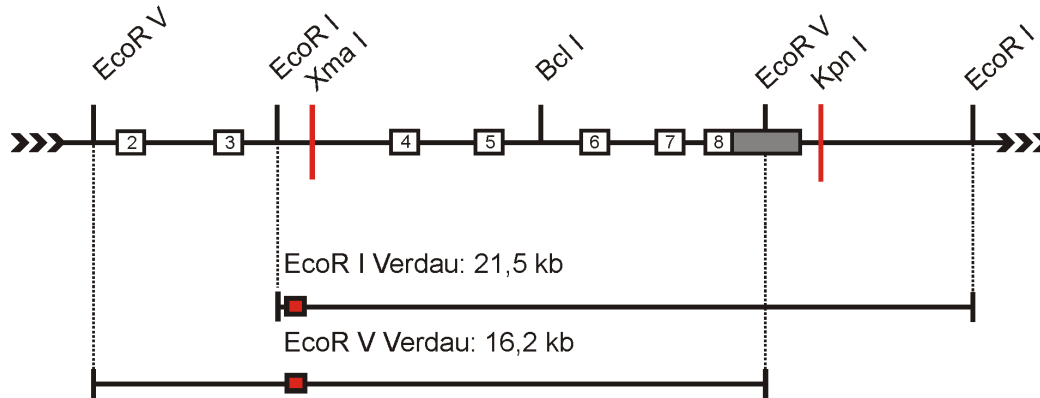 EcoR V
EcoR I
Xma I
Bcl I
EcoR V
Kpn I
EcoR I
2 3 4 5 6 7 8
EcoR I Verdau: 21,5 kb
EcoR V Verdau: 16,2 kb